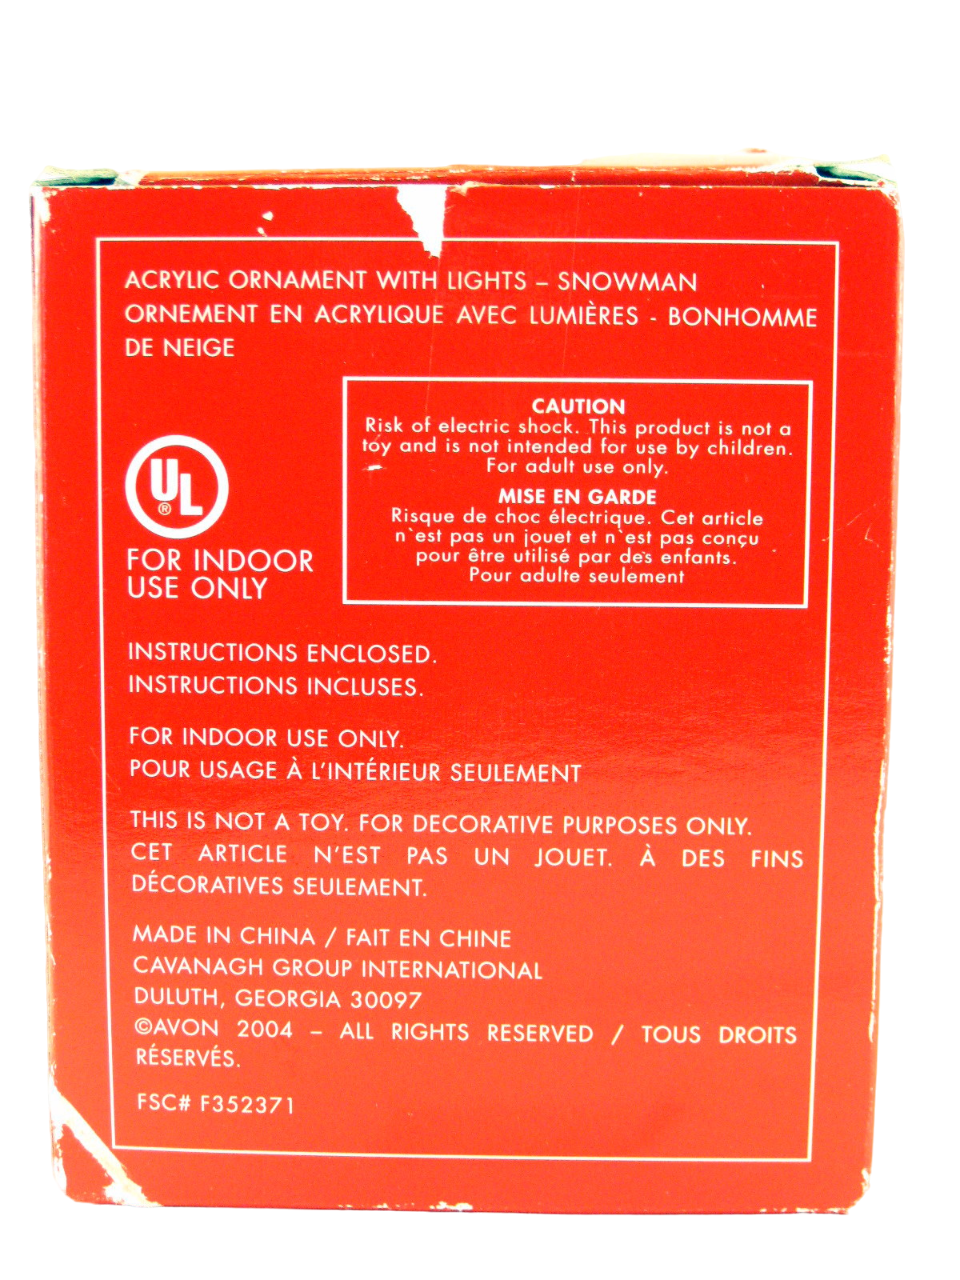 ACRYLIC ORNAMENT WITH LIGHTS – SNOWMAN
ORNEMENT EN ACRYLIQUE AVEC LUMIÈRES - BONHOMME
DE NEIGE
CAUTION
Risk of electric shock. This product is not a
toy and is not intended for use by children.
For adult use only.
MISE EN GARDE
Risque de choc électrique. Cet article
n`est pas un jouet et n`est pas conçu
pour être utilisé par des enfants.
Pour adulte seulement
UL
®
FOR INDOOR
USE ONLY
INSTRUCTIONS ENCLOSED.
INSTRUCTIONS INCLUSES.
FOR INDOOR USE ONLY.
POUR USAGE À L'INTÉRIEUR SEULEMENT
THIS IS NOT A TOY. FOR DECORATIVE PURPOSES ONLY.
CET ARTICLE N'EST PAS UN JOUET. À DES FINS
DÉCORATIVES SEULEMENT.
MADE IN CHINA / FAIT EN CHINE
CAVANAGH GROUP INTERNATIONAL
DULUTH, GEORGIA 30097
©AVON 2004 – ALL RIGHTS RESERVED / TOUS DROITS
RÉSERVÉS.
FSC# F352371